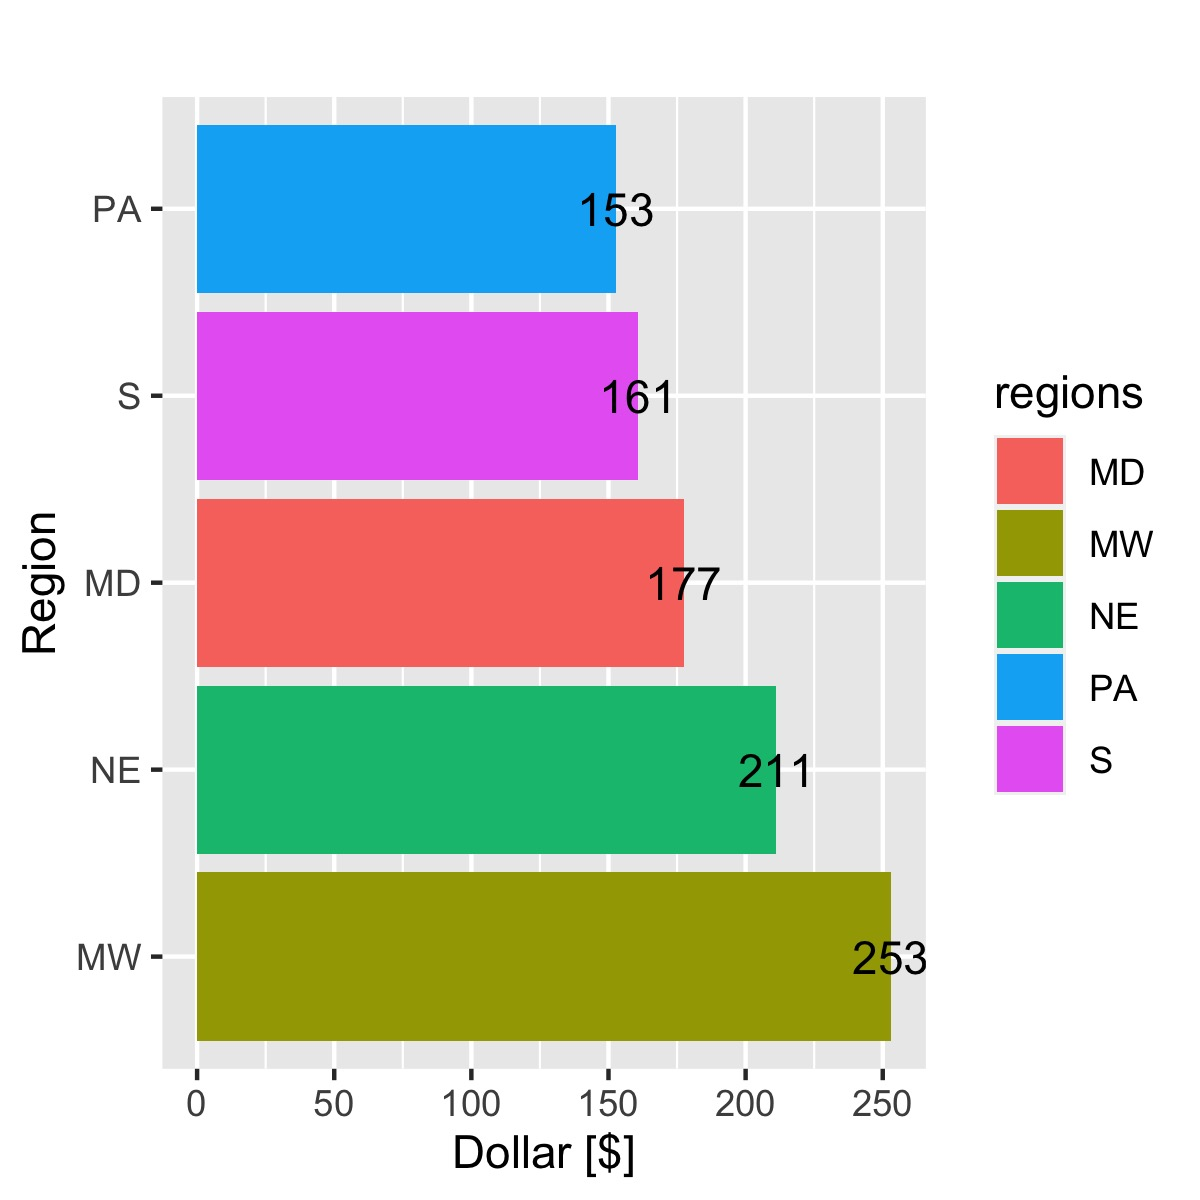 PA
153
S
161
MD
177
NE
211
MW
253
Region
0 50 100 150 200 250
Dollar [$]
regions
MD
MW
NE
PA
S